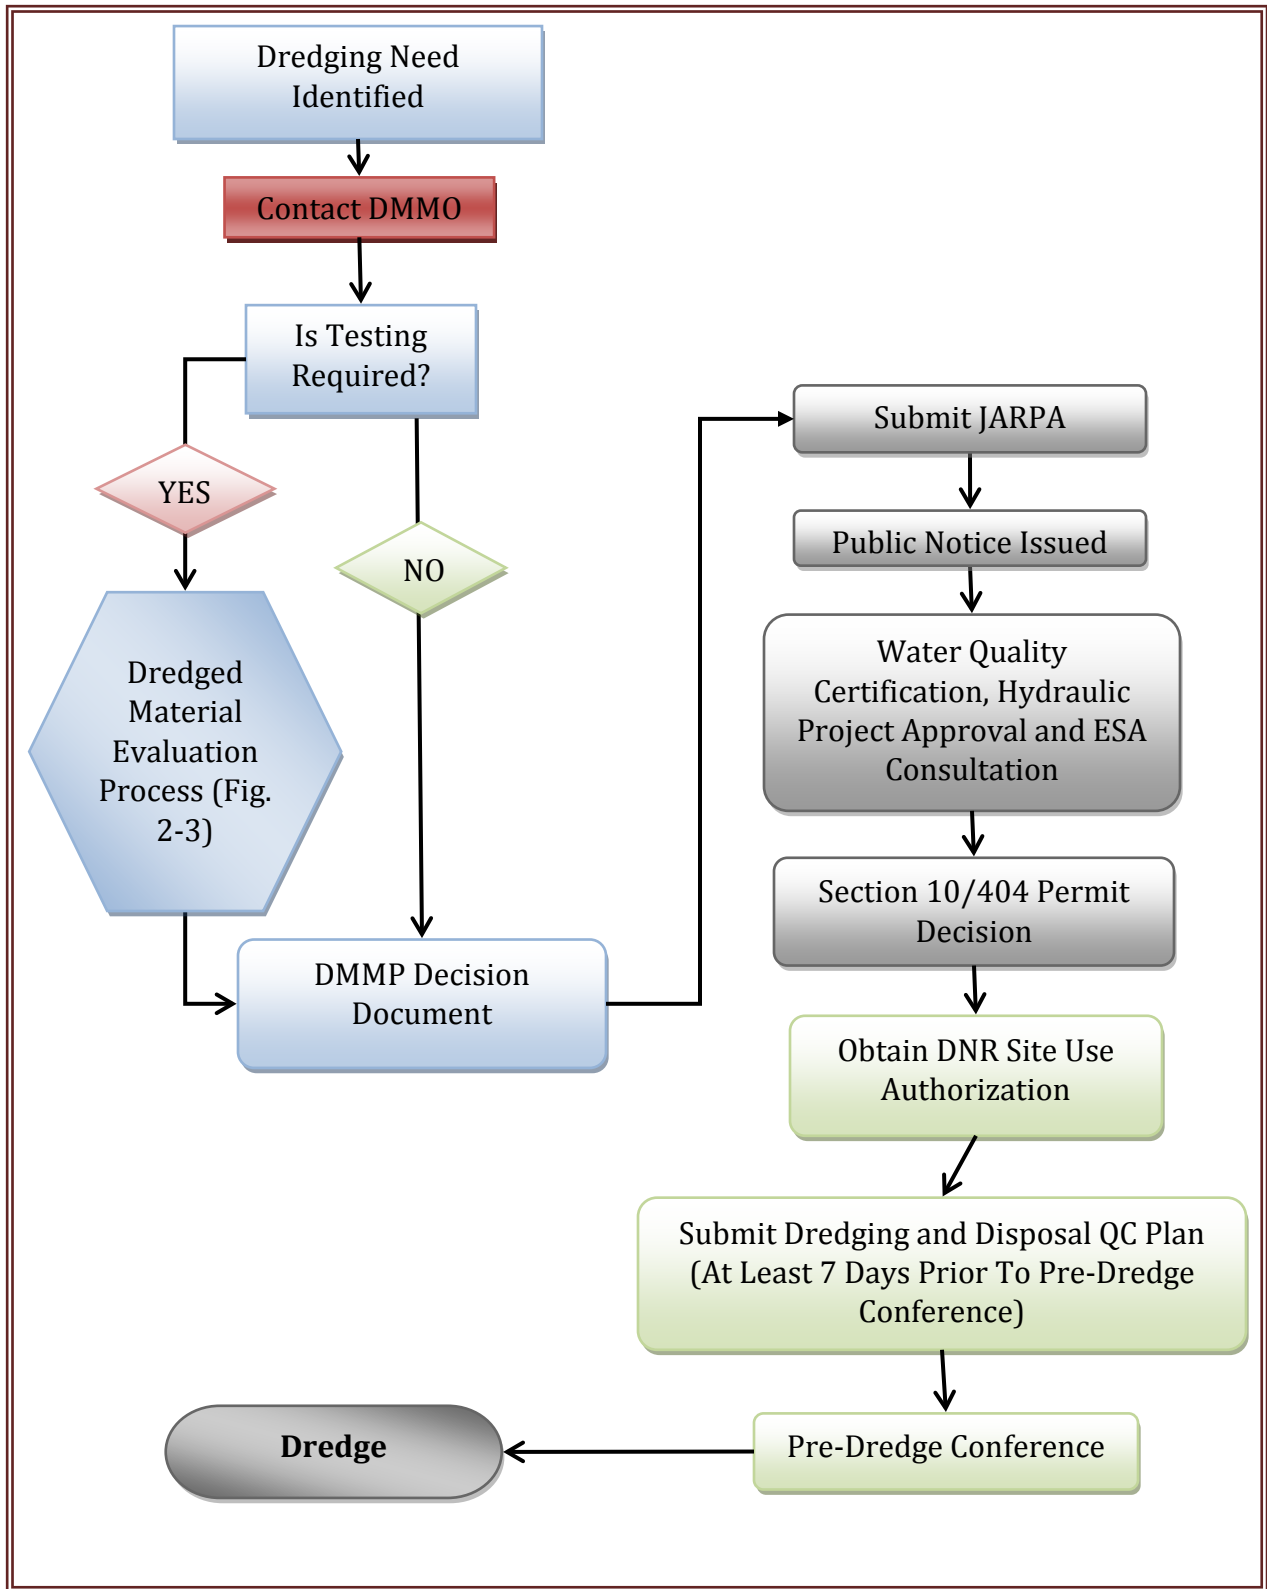 Dredging Need
Identified
Contact DMMO
Is Testing
Required?
YES
NO
Dredged
Material
Evaluation
Process (Fig.
2-3)
DMMP Decision
Document
Submit JARPA
Public Notice Issued
Water Quality
Certification, Hydraulic
Project Approval and ESA
Consultation
Section 10/404 Permit
Decision
Obtain DNR Site Use
Authorization
Submit Dredging and Disposal QC Plan
(At Least 7 Days Prior To Pre-Dredge
Conference)
Pre-Dredge Conference
Dredge